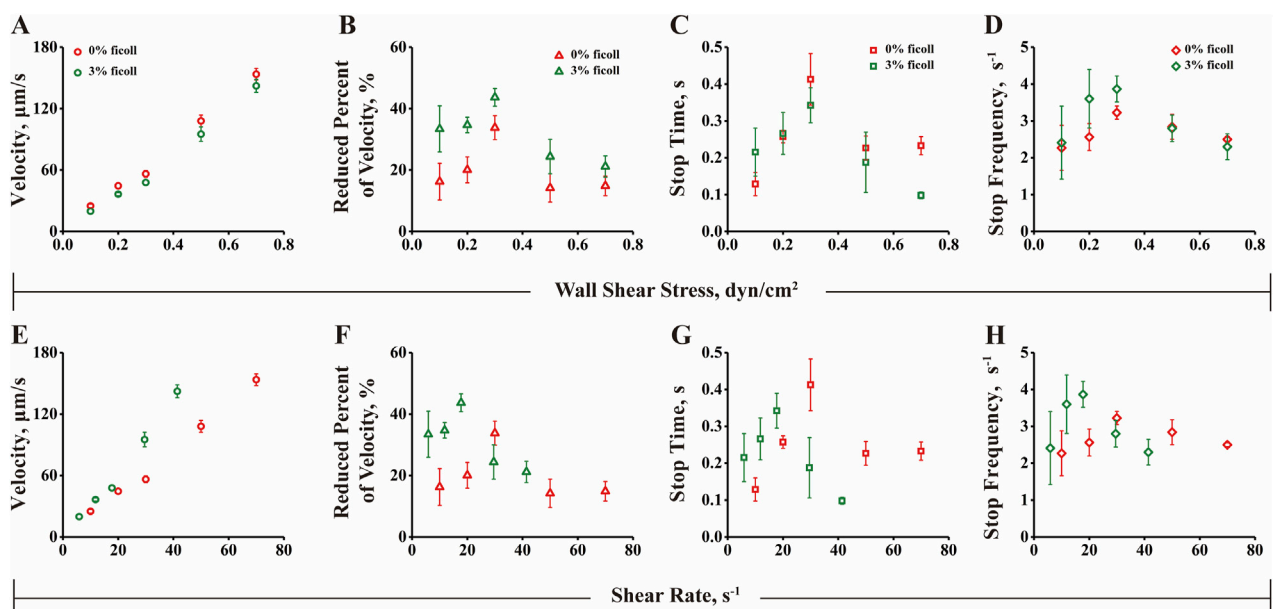 A
B
C
D
180
120
60
0
0.0 0.2 0.4 0.6 0.8
Velocity, μm/s
0% ficoll
3% ficoll
60
40
20
0
0.0 0.2 0.4 0.6 0.8
Reduced Percent
of Velocity, %
0% ficoll
3% ficoll
0.5
0.4
0.3
0.2
0.1
0.0
0.0 0.2 0.4 0.6 0.8
Stop Time, s
0% ficoll
3% ficoll
5
4
3
2
1
0
0.0 0.2 0.4 0.6 0.8
Stop Frequency, s-1
0% ficoll
3% ficoll
Wall Shear Stress, dyn/cm²
E
F
G
H
180
120
60
0
0 20 40 60 80
Velocity, μm/s
60
40
20
0
0 20 40 60 80
Reduced Percent
of Velocity, %
0.5
0.4
0.3
0.2
0.1
0.0
0 20 40 60 80
Stop Time, s
5
4
3
2
1
0
0 20 40 60 80
Stop Frequency, s-1
Shear Rate, s-1